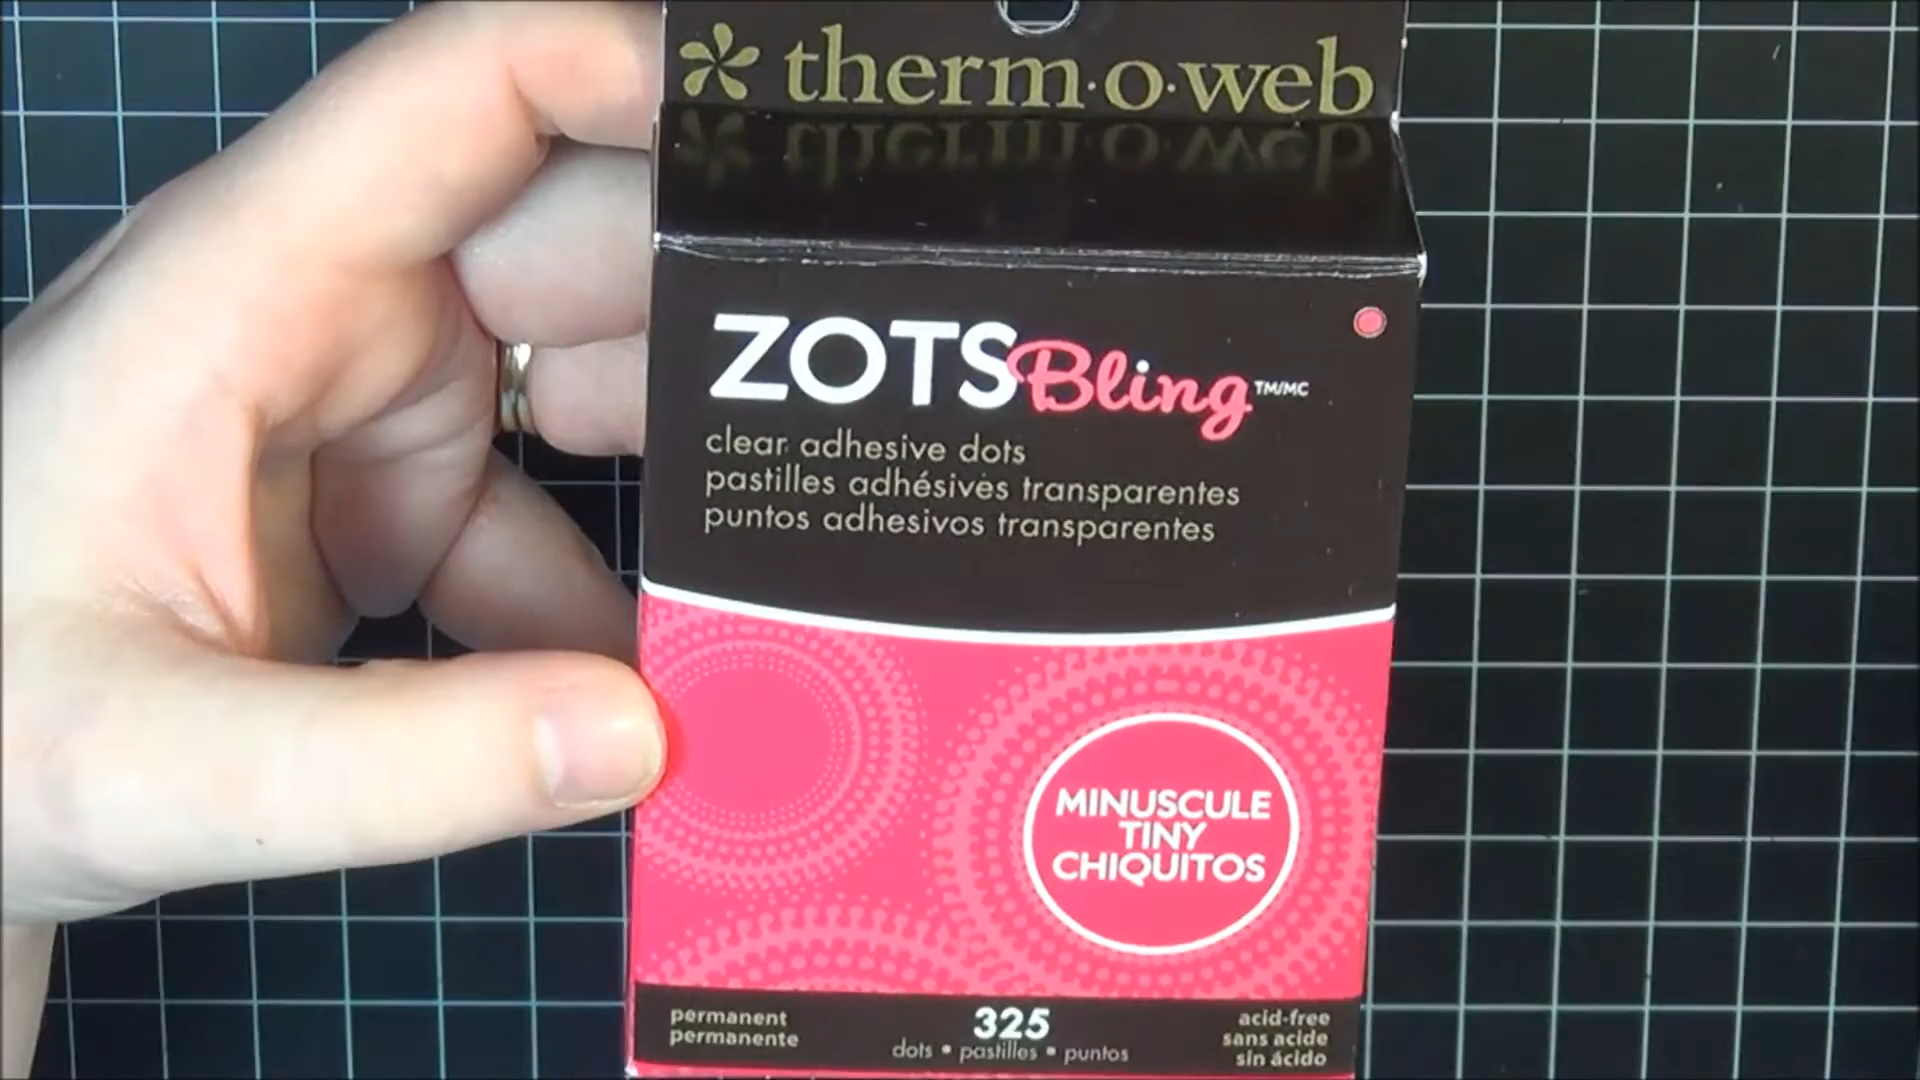 therm·o·web
ZOTS Bling TM/MC
clear adhesive dots
pastilles adhésives transparentes
puntos adhesivos transparentes
MINUSCULE
TINY
CHIQUITOS
permanent
permanente
325
dots • pastilles • puntos
acid-free
sans acide
sin ácido